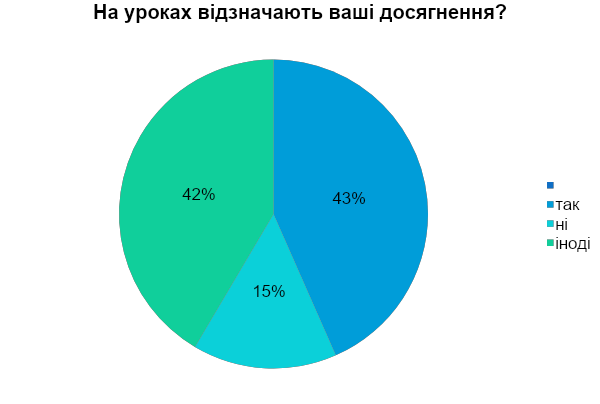 На уроках відзначають ваші досягнення?
42%
43%
15%
так
ні
іноді